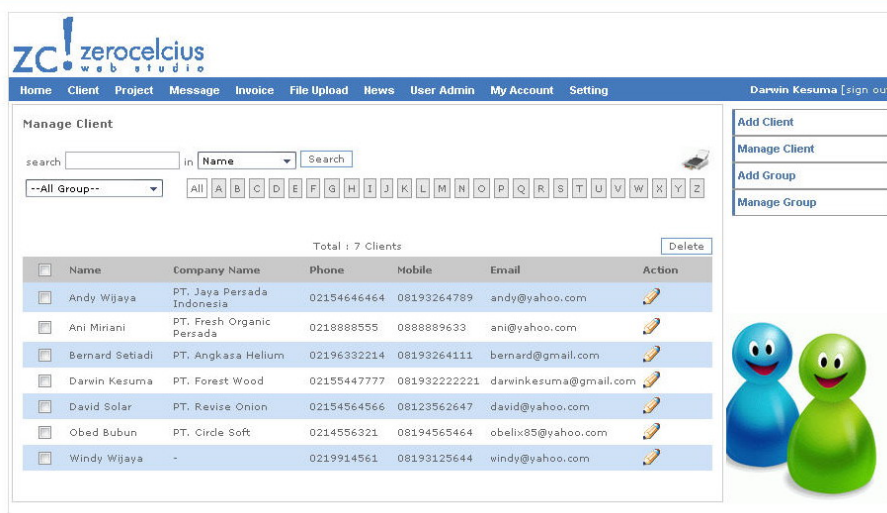 ZC! zerocelcius
web studio
Home Client Project Message Invoice File Upload News User Admin My Account Setting Darwin Kesuma [sign ou
Manage Client
search in Name Search
--All Group-- All A B C D E F G H I J K L M N O P Q R S T U V W X Y Z
Total : 7 Clients Delete
Name Company Name Phone Mobile Email Action
Andy Wijaya PT. Jaya Persada Indonesia 02154646464 08193264789 andy@yahoo.com
Ani Miriani PT. Fresh Organic Persada 0218888555 0888889633 ani@yahoo.com
Bernard Setiadi PT. Angkasa Helium 02196332214 08193264111 bernard@gmail.com
Darwin Kesuma PT. Forest Wood 02155447777 081932222221 darwinkesuma@gmail.com
David Solar PT. Revise Onion 02154564566 08123562647 david@yahoo.com
Obed Bubun PT. Circle Soft 0214556321 08194565464 obelix85@yahoo.com
Windy Wijaya - 0219914561 08193125644 windy@yahoo.com
Add Client
Manage Client
Add Group
Manage Group